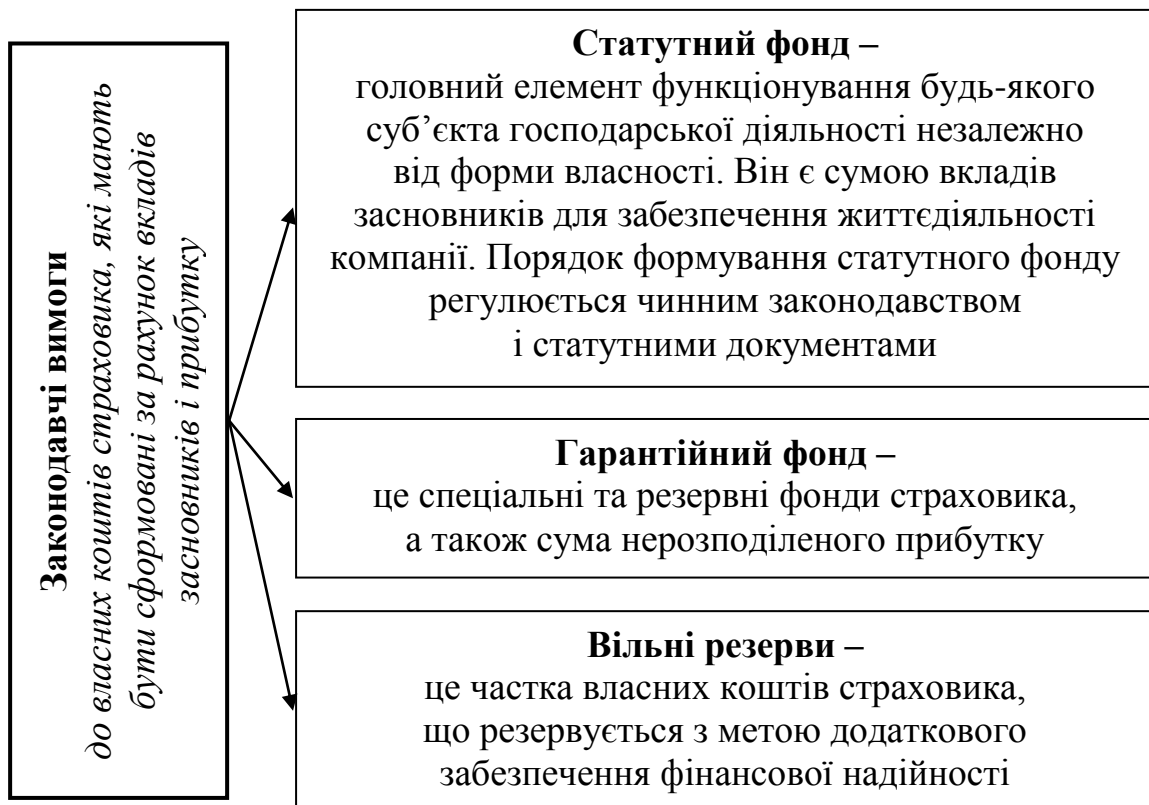 Законодавчі вимоги
до власних коштів страховика, які мають
бути сформовані за рахунок вкладів
засновників і прибутку
Статутний фонд –
головний елемент функціонування будь-якого
суб’єкта господарської діяльності незалежно
від форми власності. Він є сумою вкладів
засновників для забезпечення життєдіяльності
компанії. Порядок формування статутного фонду
регулюється чинним законодавством
і статутними документами
Гарантійний фонд –
це спеціальні та резервні фонди страховика,
а також сума нерозподіленого прибутку
Вільні резерви –
це частка власних коштів страховика,
що резервується з метою додаткового
забезпечення фінансової надійності